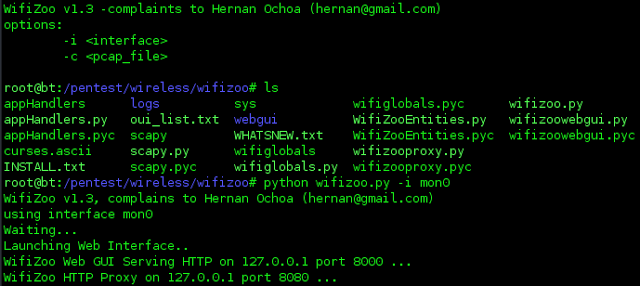 WifiZoo v1.3 -complaints to Hernan Ochoa (hernan@gmail.com)
options:
-i <interface>
-c <pcap_file>
root@bt:/pentest/wireless/wifizoo# ls
appHandlers logs sys wifiglobals.pyc wifizoo.py
appHandlers.py oui_list.txt webgui WifiZooEntities.py wifizoowebgui.py
appHandlers.pyc scapy WHATSNEW.txt WifiZooEntities.pyc wifizoowebgui.pyc
curses.ascii scapy.py wifiglobals wifizooproxy.py
INSTALL.txt scapy.pyc wifiglobals.py wifizooproxy.pyc
root@bt:/pentest/wireless/wifizoo# python wifizoo.py -i mon0
WifiZoo v1.3, complains to Hernan Ochoa (hernan@gmail.com)
using interface mon0
Waiting...
Launching Web Interface..
WifiZoo Web GUI Serving HTTP on 127.0.0.1 port 8000 ...
WifiZoo HTTP Proxy on 127.0.0.1 port 8080 ...